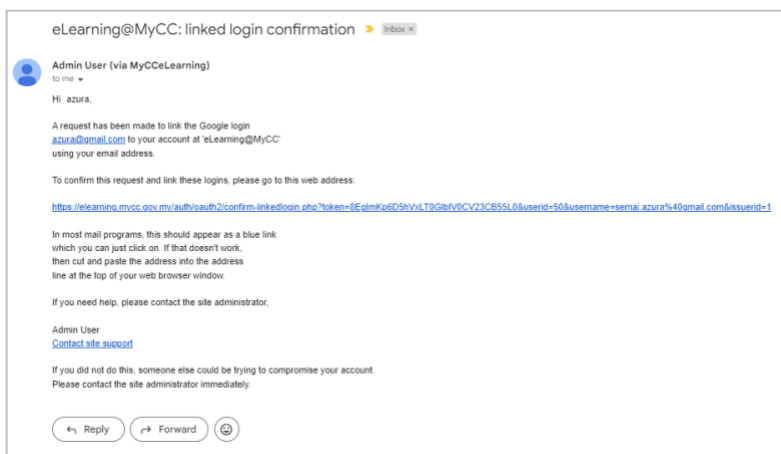 eLearning@MyCC: linked login confirmation Inbox ×
Admin User (via MyCCeLearning)
to me
Hi azura,
A request has been made to link the Google login
azura@gmail.com to your account at 'eLearning@MyCC'
using your email address.
To confirm this request and link these logins, please go to this web address:
https://elearning.mycc.gov.my/auth/oauth2/confirm-linkedlogin.php?token=8EglmKp6D5hVxLT0GlblV0CV23CB55L0&userid=50&username=semai.azura%40gmail.com&issuerid=1
In most mail programs, this should appear as a blue link
which you can just click on. If that doesn't work,
then cut and paste the address into the address
line at the top of your web browser window.
If you need help, please contact the site administrator,
Admin User
Contact site support
If you did not do this, someone else could be trying to compromise your account.
Please contact the site administrator immediately.
Reply Forward